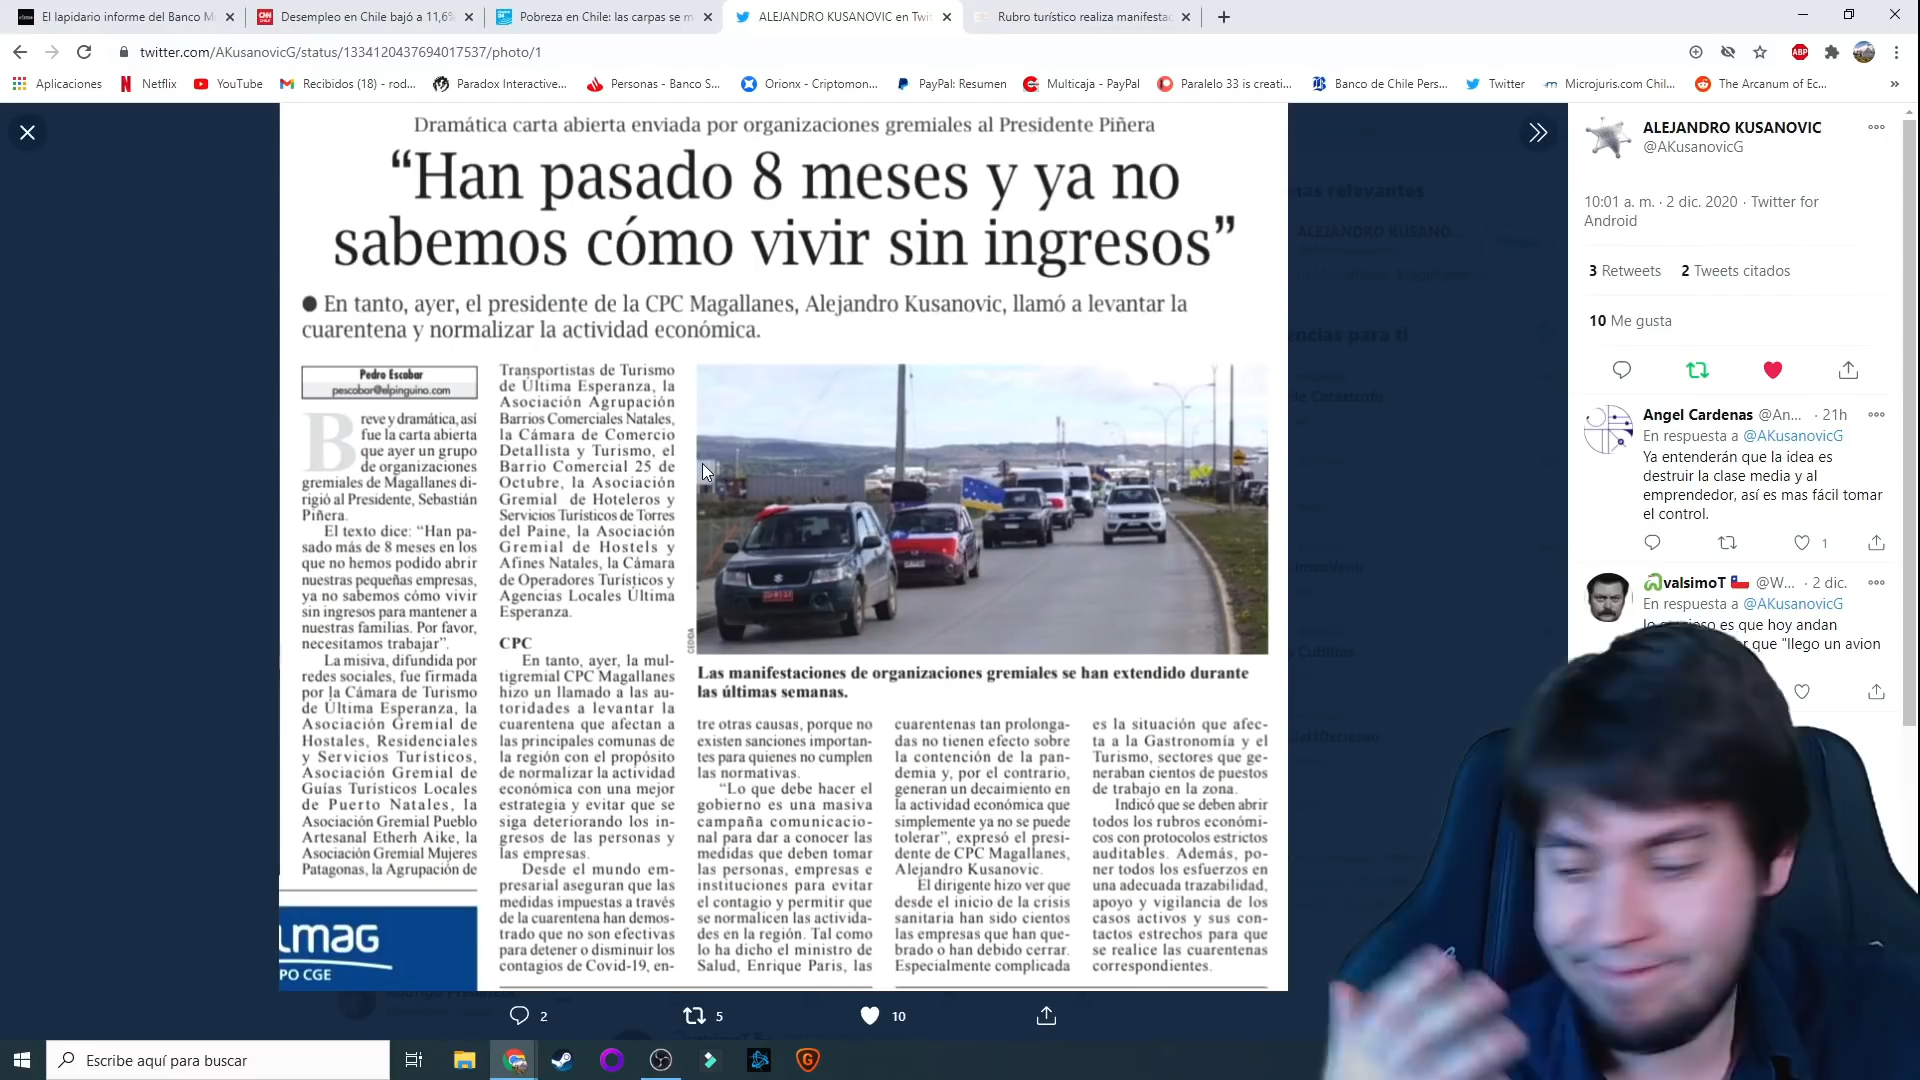 El lapidario informe del Banco M
Desempleo en Chile bajó a 11,6%
Pobreza en Chile: las carpas se m
ALEJANDRO KUSANOVIC en Twit
Rubro turístico realiza manifestac
twitter.com/AKusanovicG/status/1334120437694017537/photo/1
Aplicaciones
Netflix
YouTube
Recibidos (18) - rod...
Paradox Interactive...
Personas - Banco S...
Orionx - Criptomon...
PayPal: Resumen
Multicaja - PayPal
Paralelo 33 is creati...
Banco de Chile Pers...
Twitter
Microjuris.com Chil...
The Arcanum of Ec...
Dramática carta abierta enviada por organizaciones gremiales al Presidente Piñera
“Han pasado 8 meses y ya no
sabemos cómo vivir sin ingresos”
● En tanto, ayer, el presidente de la CPC Magallanes, Alejandro Kusanovic, llamó a levantar la
cuarentena y normalizar la actividad económica.
Pedro Escobar
pescobar@elpinguino.com
Breve y dramática, así
fue la carta abierta
que ayer un grupo
de organizaciones
gremiales de Magallanes di-
rigió al Presidente, Sebastián
Piñera.
El texto dice: “Han pa-
sado más de 8 meses en los
que no hemos podido abrir
nuestras pequeñas empresas,
ya no sabemos cómo vivir
sin ingresos para mantener a
nuestras familias. Por favor,
necesitamos trabajar”.
La misiva, difundida por
redes sociales, fue firmada
por la Cámara de Turismo
de Última Esperanza, la
Asociación Gremial de
Hostales, Residenciales
y Servicios Turísticos,
Asociación Gremial de
Guías Turísticos Locales
de Puerto Natales, la
Asociación Gremial Pueblo
Artesanal Etherh Aike, la
Asociación Gremial Mujeres
Patagonas, la Agrupación de
Transportistas de Turismo
de Última Esperanza, la
Asociación Agrupación
Barrios Comerciales Natales,
la Cámara de Comercio
Detallista y Turismo, el
Barrio Comercial 25 de
Octubre, la Asociación
Gremial de Hoteleros y
Servicios Turísticos de Torres
del Paine, la Asociación
Gremial de Hostels y
Afines Natales, la Cámara
de Operadores Turísticos y
Agencias Locales Última
Esperanza.
CPC
En tanto, ayer, la mul-
tigremial CPC Magallanes
hizo un llamado a las au-
toridades a levantar la
cuarentena que afectan a
las principales comunas de
la región con el propósito
de normalizar la actividad
económica con una mejor
estrategia y evitar que se
siga deteriorando los in-
gresos de las personas y
las empresas.
Desde el mundo em-
presarial aseguran que las
medidas impuestas a través
de la cuarentena han demos-
trado que no son efectivas
para detener o disminuir los
contagios de Covid-19, en-
CEDIDA
Las manifestaciones de organizaciones gremiales se han extendido durante
las últimas semanas.
tre otras causas, porque no
existen sanciones importan-
tes para quienes no cumplen
las normativas.
“Lo que debe hacer el
gobierno es una masiva
campaña comunicacio-
nal para dar a conocer las
medidas que deben tomar
las personas, empresas e
instituciones para evitar
el contagio y permitir que
se normalicen las activida-
des en la región. Tal como
lo ha dicho el ministro de
Salud, Enrique Paris, las
cuarentenas tan prolonga-
das no tienen efecto sobre
la contención de la pan-
demia y, por el contrario,
generan un decaimiento en
la actividad económica que
simplemente ya no se puede
tolerar”, expresó el presi-
dente de CPC Magallanes,
Alejandro Kusanovic.
El dirigente hizo ver que
desde el inicio de la crisis
sanitaria han sido cientos
las empresas que han que-
brado o han debido cerrar.
Especialmente complicada
es la situación que afec-
ta a la Gastronomía y el
Turismo, sectores que ge-
neraban cientos de puestos
de trabajo en la zona.
Indicó que se deben abrir
todos los rubros económi-
cos con protocolos estrictos
auditables. Además, po-
ner todos los esfuerzos en
una adecuada trazabilidad,
apoyo y vigilancia de los
casos activos y sus con-
tactos estrechos para que
se realice las cuarentenas
correspondientes.
LMAG
PO CGE
2
5
10
ALEJANDRO KUSANOVIC
@AKusanovicG
10:01 a. m. · 2 dic. 2020 · Twitter for
Android
3 Retweets 2 Tweets citados
10 Me gusta
Angel Cardenas @An... · 21h
En respuesta a @AKusanovicG
Ya entenderán que la idea es
destruir la clase media y al
emprendedor, así es mas fácil tomar
el control.
1
valsimoT @W... · 2 dic.
En respuesta a @AKusanovicG
es que hoy andan
que "llego un avion
Escribe aquí para buscar